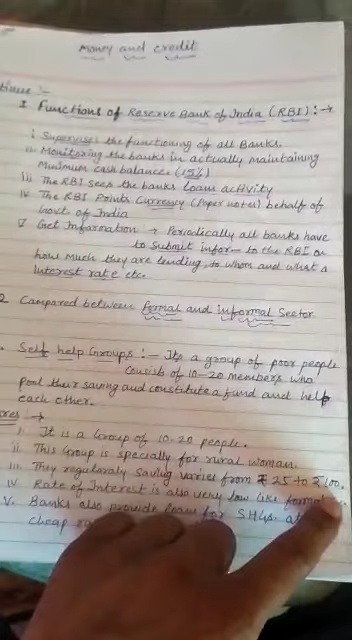 Money and credit
tinue :-
1 Functions of Reserve Bank of India (RBI) :- →
i Supervises the functioning of all Banks.
ii. Monitoring the banks in actually maintaining
Minimum cash balance. (15%)
iii The RBI sees the banks loans activity
iv. The RBI Prints Currency (Paper notes) behalf of
Govt of India
v Get Information → Periodically all banks have
to submit infor- to the RBI on
how much they are lending, to whom and what a
interest rate etc.
2 Compared between formal and informal Sector
. Self help Groups :- Its a group of poor people
Consists of 10-20 members who
pool their saving and constitute a fund and help
each other.
res →
i. It is a Group of 10-20 people.
ii. This Group is specially for rural woman.
iii. They regularaly saving varies from ₹ 25 to ₹ 100.
iv. Rate of Interest is also very low like formal
v. Banks also provide loan for SHGs. at
cheap